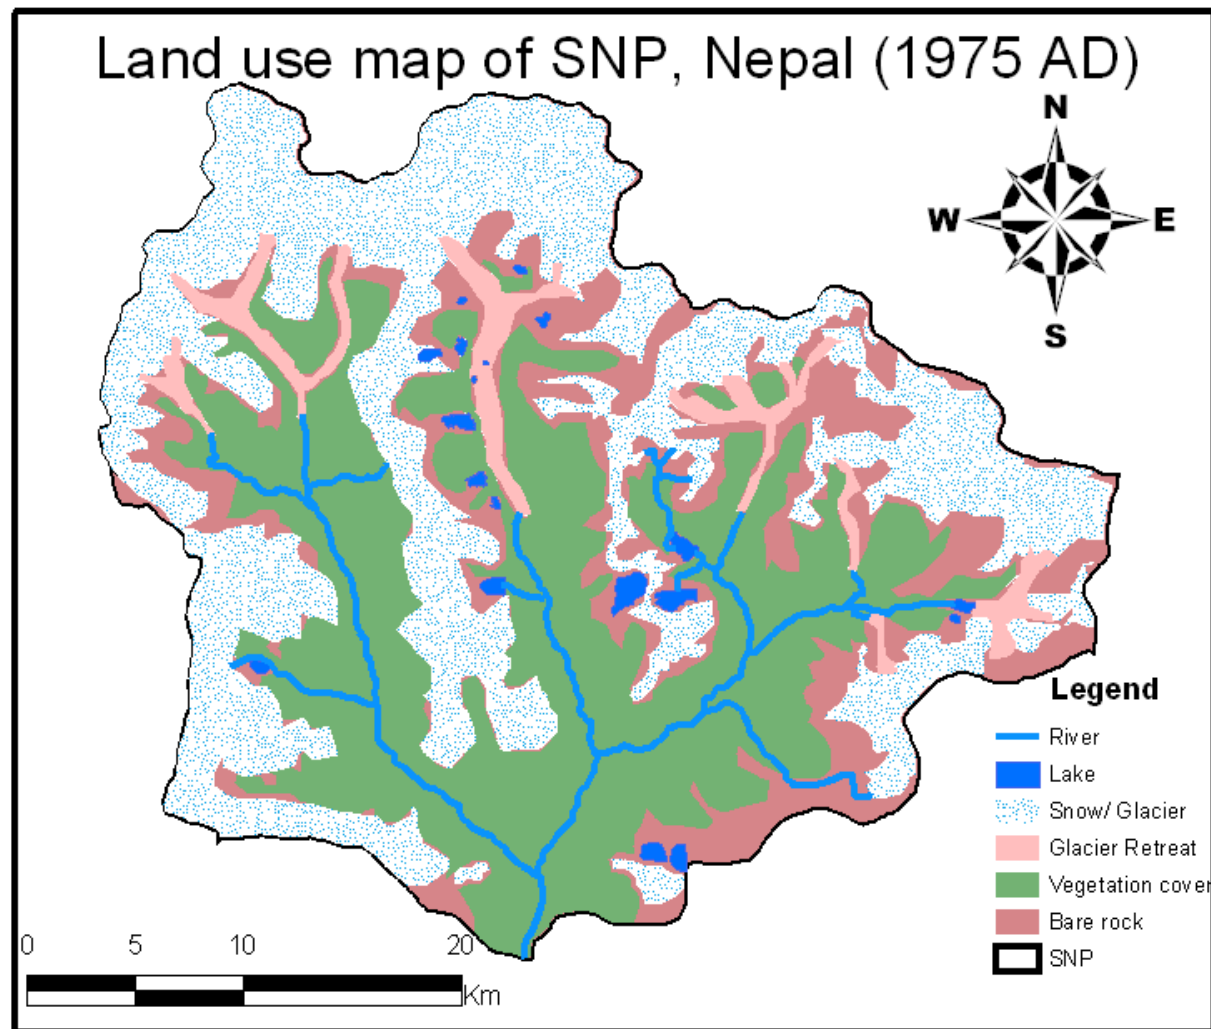 Land use map of SNP, Nepal (1975 AD)
N
W E
S
Legend
River
Lake
Snow/ Glacier
Glacier Retreat
Vegetation cover
Bare rock
SNP
0 5 10 20
Km